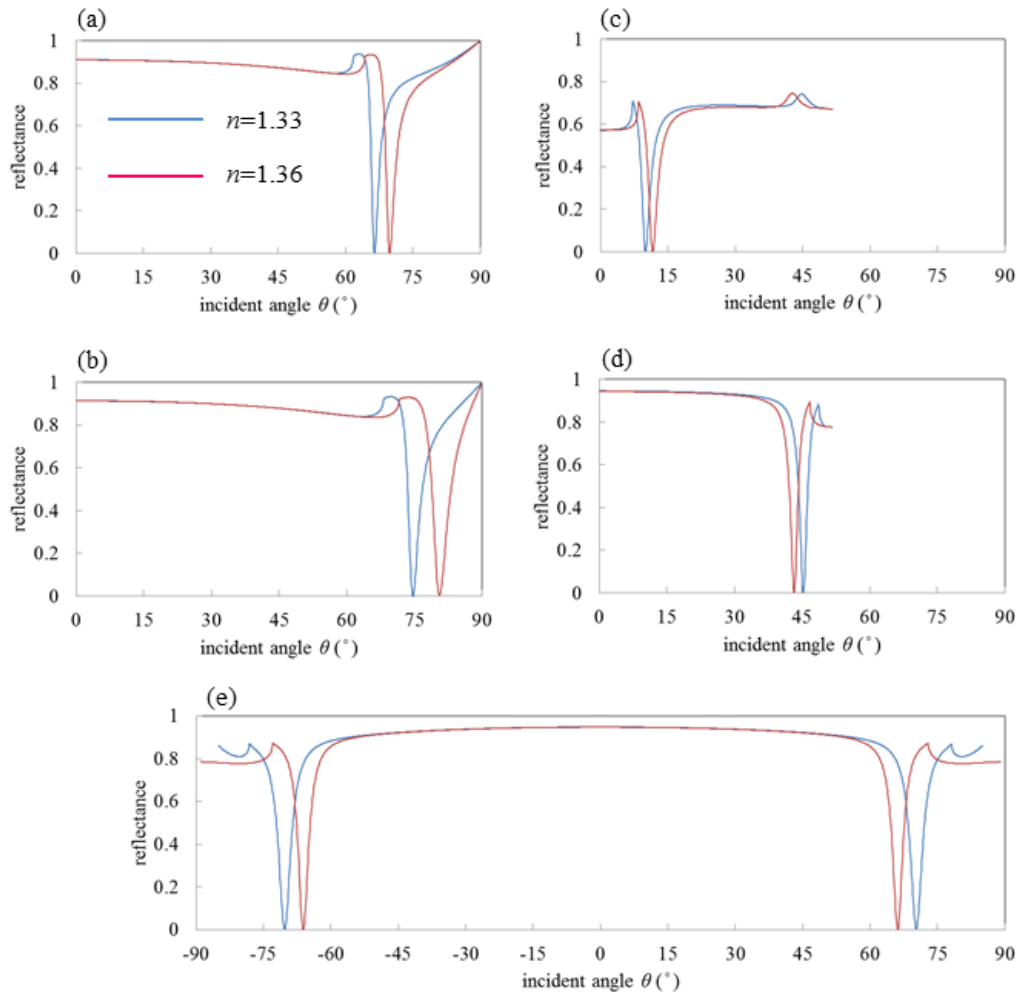 (a)
1
0.8
0.6
0.4
0.2
0
reflectance
n=1.33
n=1.36
0 15 30 45 60 75 90
incident angle θ (°)
(c)
1
0.8
0.6
0.4
0.2
0
reflectance
0 15 30 45 60 75 90
incident angle θ (°)
(b)
1
0.8
0.6
0.4
0.2
0
reflectance
0 15 30 45 60 75 90
incident angle θ (°)
(d)
1
0.8
0.6
0.4
0.2
0
reflectance
0 15 30 45 60 75 90
incident angle θ (°)
(e)
1
0.8
0.6
0.4
0.2
0
reflectance
-90 -75 -60 -45 -30 -15 0 15 30 45 60 75 90
incident angle θ (°)